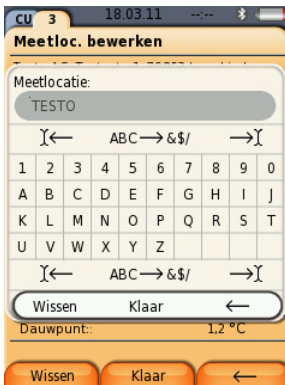 CU 3 18.03.11 --:--
Meetloc. bewerken
Meetlocatie:
TESTO
ABC→&$/
1 2 3 4 5 6 7 8 9 0
A B C D E F G H I J
K L M N O P Q R S T
U V W X Y Z
ABC→&$/
Wissen Klaar ←
Dauwpunt:: 1,2 °C
Wissen Klaar ←